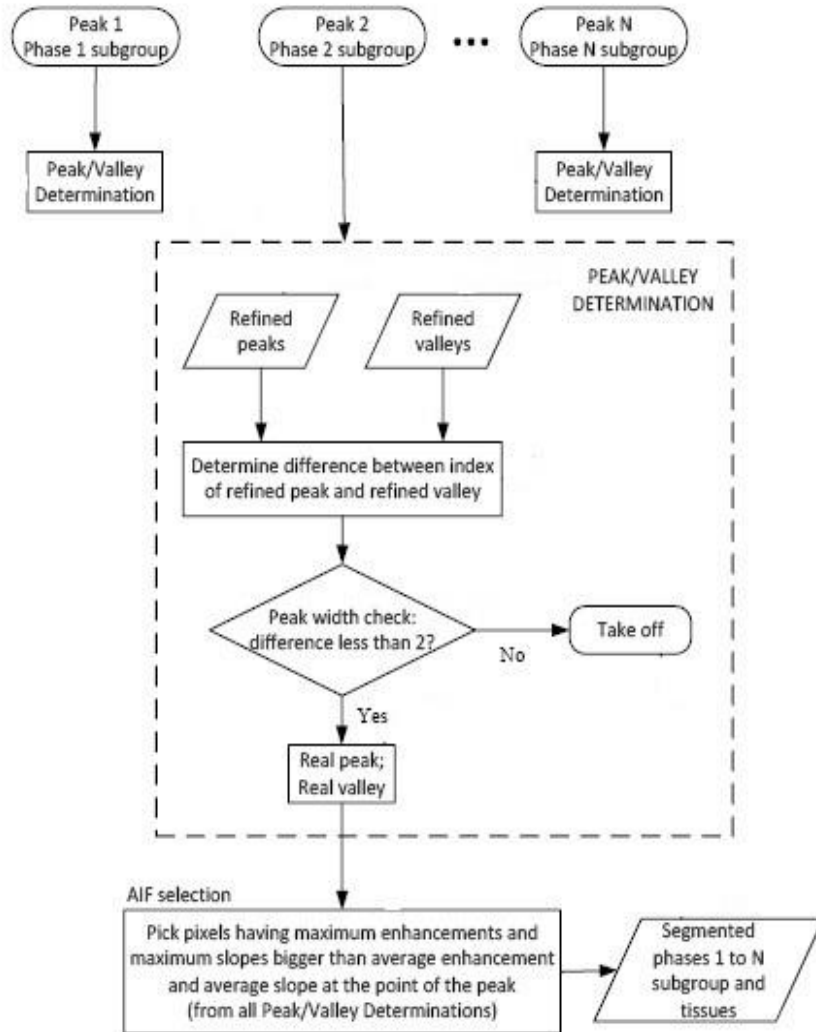 Peak 1
Phase 1 subgroup
Peak 2
Phase 2 subgroup
Peak N
Phase N subgroup
Peak/Valley
Determination
Peak/Valley
Determination
PEAK/VALLEY
DETERMINATION
Refined
peaks
Refined
valleys
Determine difference between index
of refined peak and refined valley
Peak width check:
difference less than 2?
No
Take off
Yes
Real peak;
Real valley
AIF selection
Pick pixels having maximum enhancements and
maximum slopes bigger than average enhancement
and average slope at the point of the peak
(from all Peak/Valley Determinations)
Segmented
phases 1 to N
subgroup and
tissues